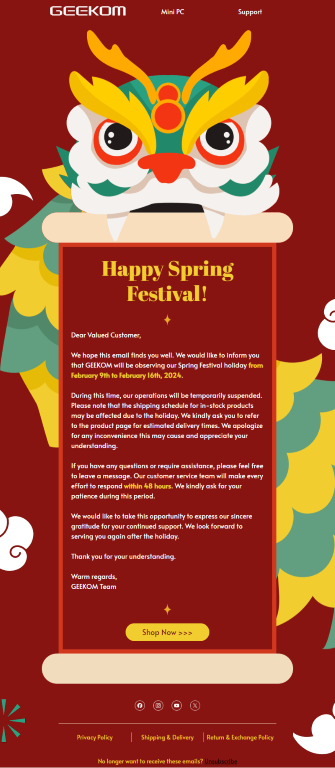 GEEKOM
Mini PC
Support
Happy Spring
Festival!
Dear Valued Customer,
We hope this email finds you well. We would like to inform you
that GEEKOM will be observing our Spring Festival holiday from
February 9th to February 16th, 2024.
During this time, our operations will be temporarily suspended.
Please note that the shipping schedule for in-stock products
may be affected due to the holiday. We kindly ask you to refer
to the product page for estimated delivery times. We apologize
for any inconvenience this may cause and appreciate your
understanding.
If you have any questions or require assistance, please feel free
to leave a message. Our customer service team will make every
effort to respond within 48 hours. We kindly ask for your
patience during this period.
We would like to take this opportunity to express our sincere
gratitude for your continued support. We look forward to
serving you again after the holiday.
Thank you for your understanding.
Warm regards,
GEEKOM Team
Shop Now >>>
Privacy Policy
Shipping & Delivery
Return & Exchange Policy
No longer want to receive these emails? Unsubscribe